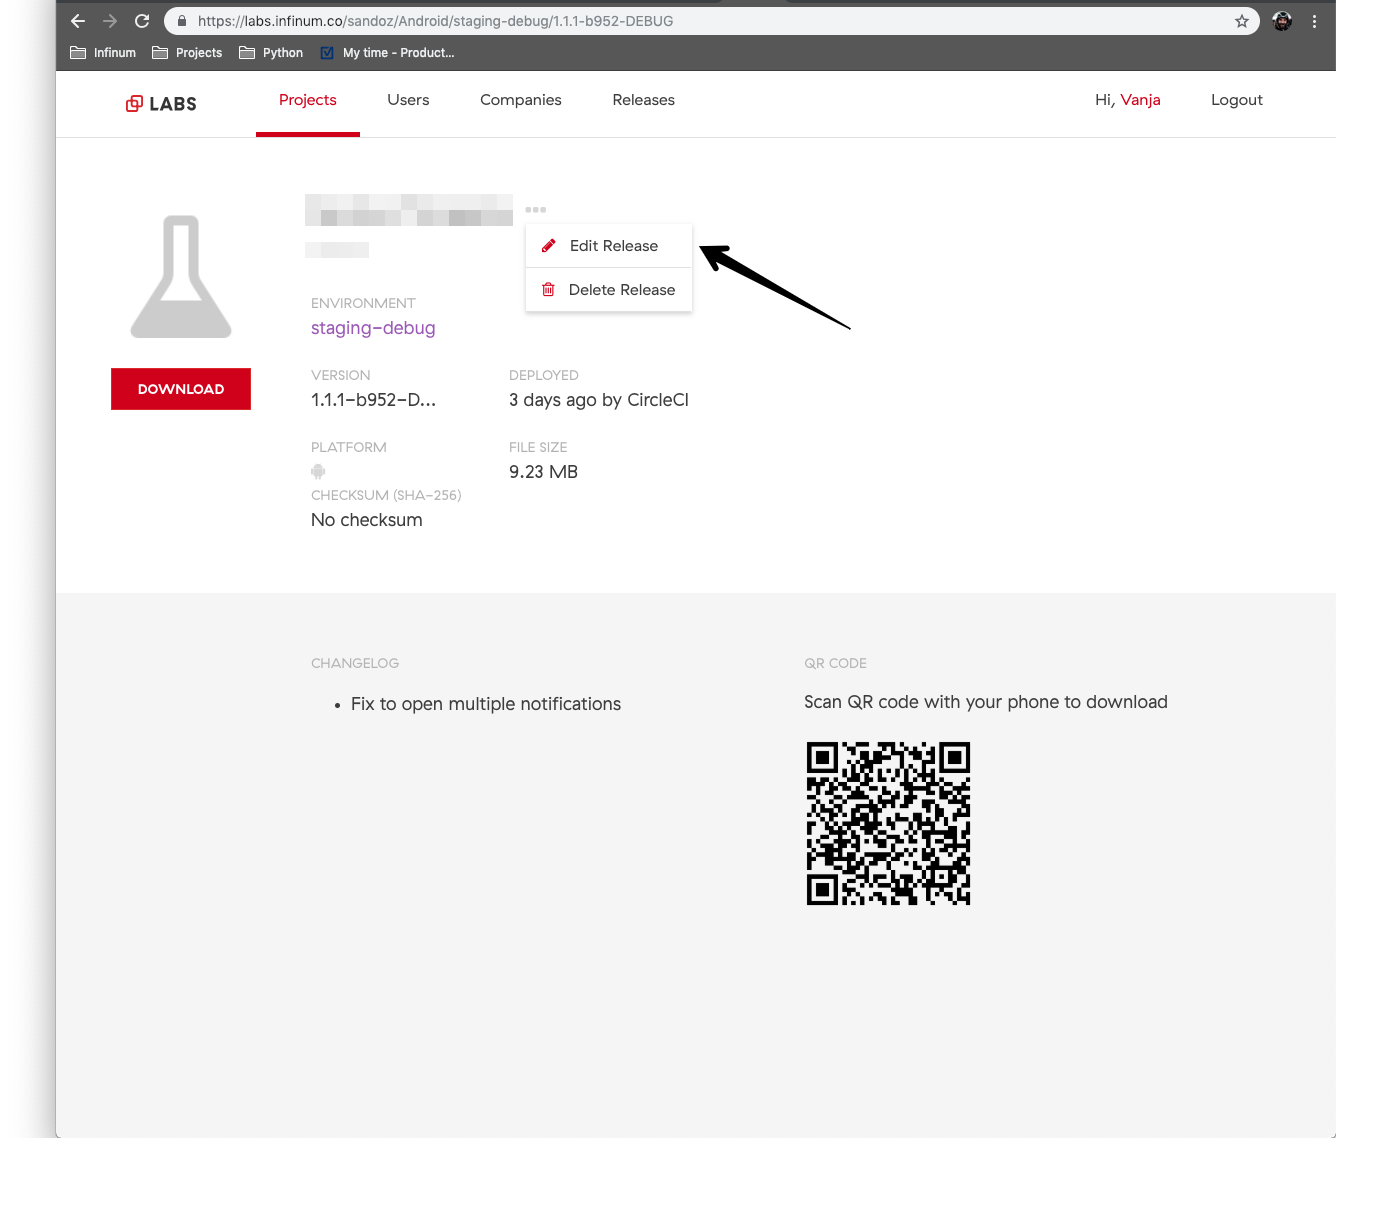 https://labs.infinum.co/sandoz/Android/staging-debug/1.1.1-b952-DEBUG
Infinum Projects Python My time - Product...
LABS Projects Users Companies Releases Hi, Vanja Logout
Edit Release
Delete Release
ENVIRONMENT
staging-debug
DOWNLOAD
VERSION DEPLOYED
1.1.1-b952-D... 3 days ago by CircleCI
PLATFORM FILE SIZE
9.23 MB
CHECKSUM (SHA-256)
No checksum
CHANGELOG QR CODE
• Fix to open multiple notifications Scan QR code with your phone to download